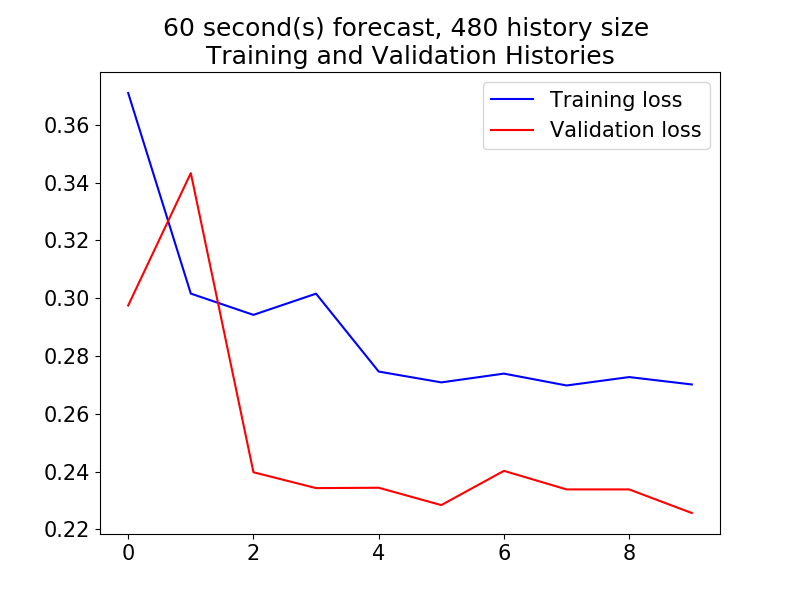 60 second(s) forecast, 480 history size
Training and Validation Histories
Training loss
Validation loss
0.36
0.34
0.32
0.30
0.28
0.26
0.24
0.22
0 2 4 6 8